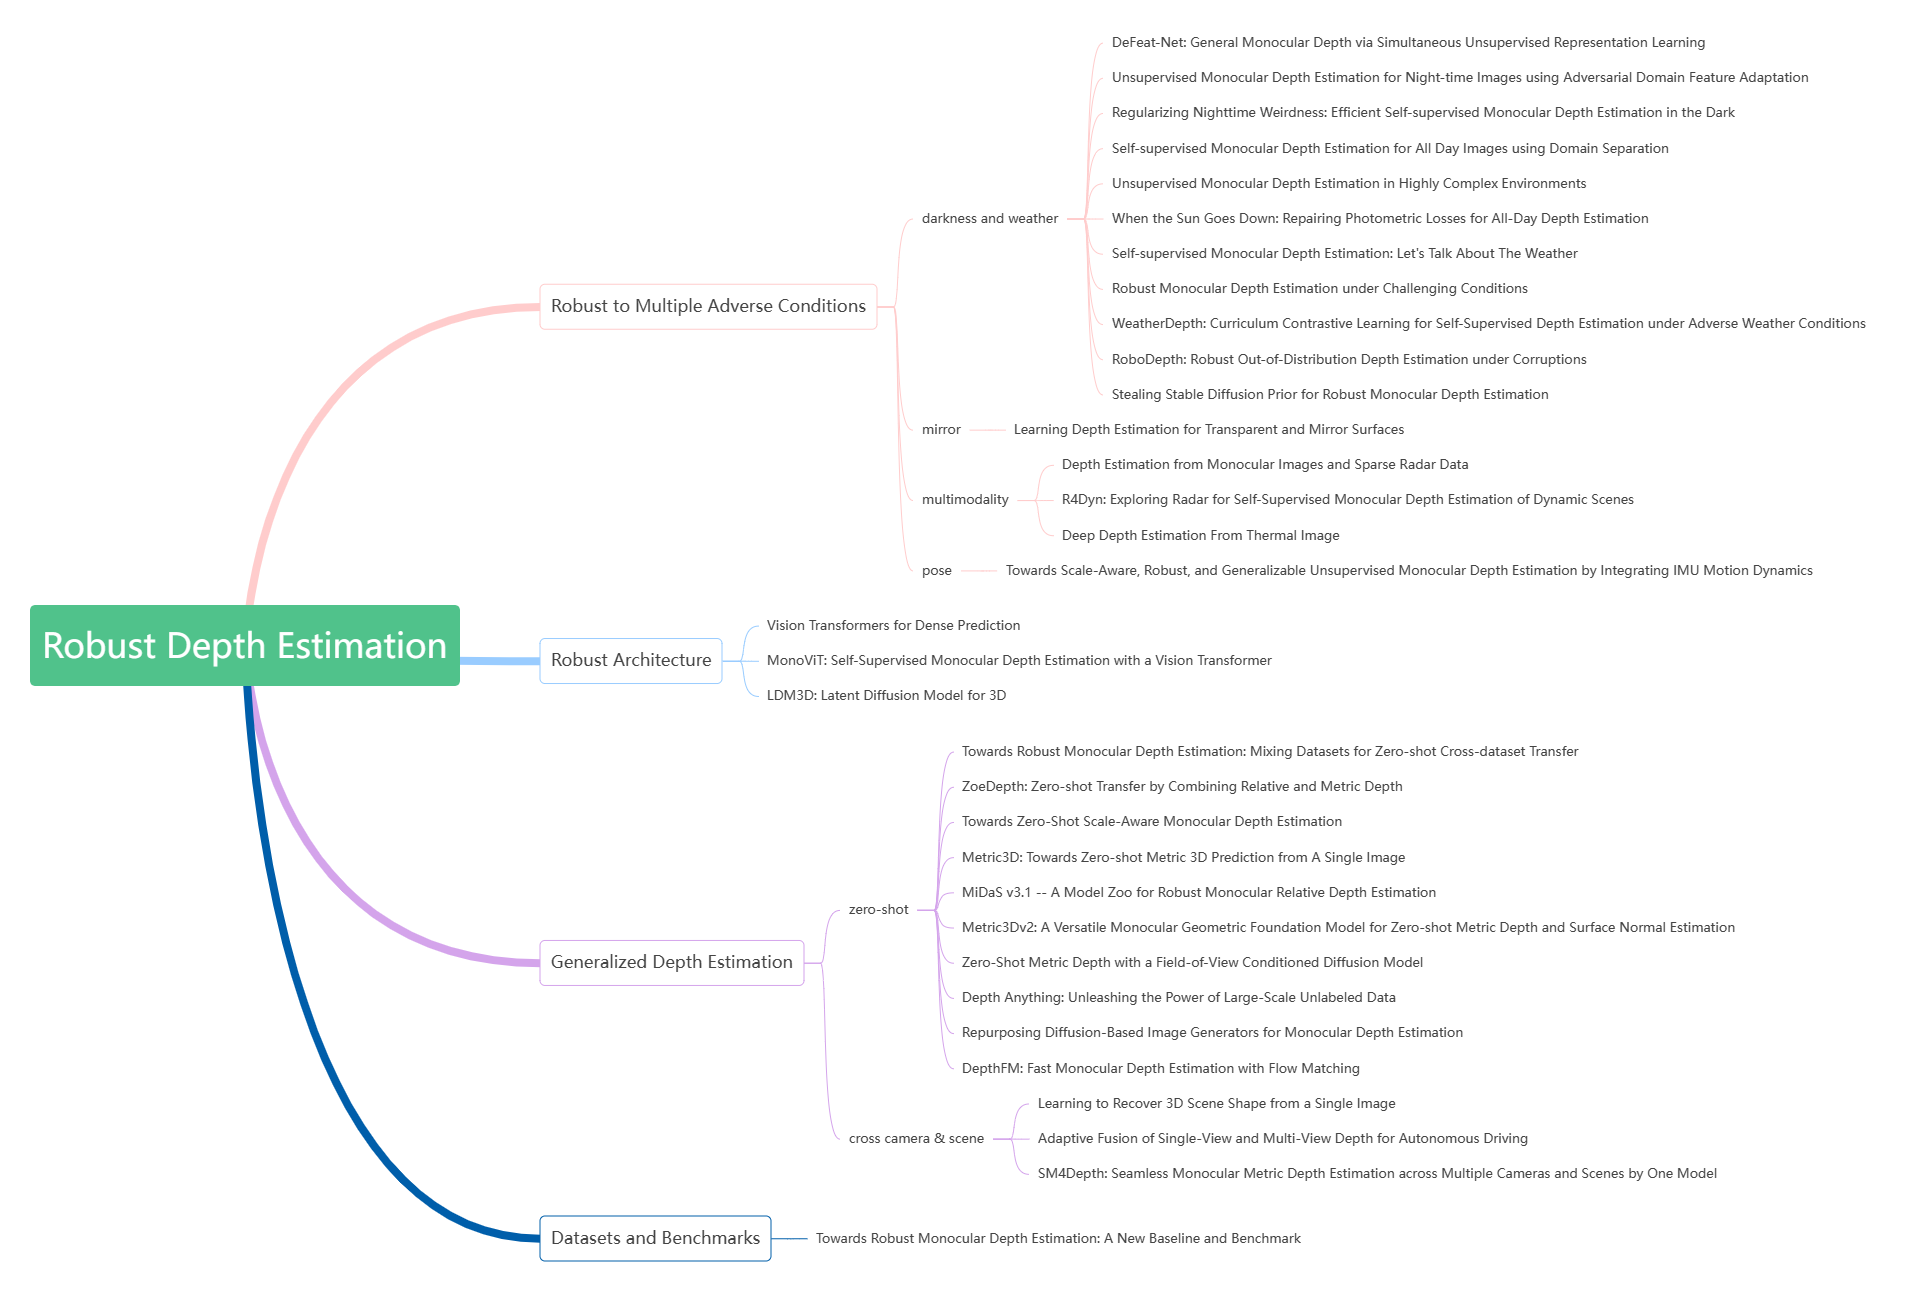 Robust Depth Estimation
Robust to Multiple Adverse Conditions
darkness and weather
DeFeat-Net: General Monocular Depth via Simultaneous Unsupervised Representation Learning
Unsupervised Monocular Depth Estimation for Night-time Images using Adversarial Domain Feature Adaptation
Regularizing Nighttime Weirdness: Efficient Self-supervised Monocular Depth Estimation in the Dark
Self-supervised Monocular Depth Estimation for All Day Images using Domain Separation
Unsupervised Monocular Depth Estimation in Highly Complex Environments
When the Sun Goes Down: Repairing Photometric Losses for All-Day Depth Estimation
Self-supervised Monocular Depth Estimation: Let's Talk About The Weather
Robust Monocular Depth Estimation under Challenging Conditions
WeatherDepth: Curriculum Contrastive Learning for Self-Supervised Depth Estimation under Adverse Weather Conditions
RoboDepth: Robust Out-of-Distribution Depth Estimation under Corruptions
Stealing Stable Diffusion Prior for Robust Monocular Depth Estimation
mirror
Learning Depth Estimation for Transparent and Mirror Surfaces
multimodality
Depth Estimation from Monocular Images and Sparse Radar Data
R4Dyn: Exploring Radar for Self-Supervised Monocular Depth Estimation of Dynamic Scenes
Deep Depth Estimation From Thermal Image
pose
Towards Scale-Aware, Robust, and Generalizable Unsupervised Monocular Depth Estimation by Integrating IMU Motion Dynamics
Robust Architecture
Vision Transformers for Dense Prediction
MonoViT: Self-Supervised Monocular Depth Estimation with a Vision Transformer
LDM3D: Latent Diffusion Model for 3D
Generalized Depth Estimation
zero-shot
Towards Robust Monocular Depth Estimation: Mixing Datasets for Zero-shot Cross-dataset Transfer
ZoeDepth: Zero-shot Transfer by Combining Relative and Metric Depth
Towards Zero-Shot Scale-Aware Monocular Depth Estimation
Metric3D: Towards Zero-shot Metric 3D Prediction from A Single Image
MiDaS v3.1 -- A Model Zoo for Robust Monocular Relative Depth Estimation
Metric3Dv2: A Versatile Monocular Geometric Foundation Model for Zero-shot Metric Depth and Surface Normal Estimation
Zero-Shot Metric Depth with a Field-of-View Conditioned Diffusion Model
Depth Anything: Unleashing the Power of Large-Scale Unlabeled Data
Repurposing Diffusion-Based Image Generators for Monocular Depth Estimation
DepthFM: Fast Monocular Depth Estimation with Flow Matching
cross camera & scene
Learning to Recover 3D Scene Shape from a Single Image
Adaptive Fusion of Single-View and Multi-View Depth for Autonomous Driving
SM4Depth: Seamless Monocular Metric Depth Estimation across Multiple Cameras and Scenes by One Model
Datasets and Benchmarks
Towards Robust Monocular Depth Estimation: A New Baseline and Benchmark